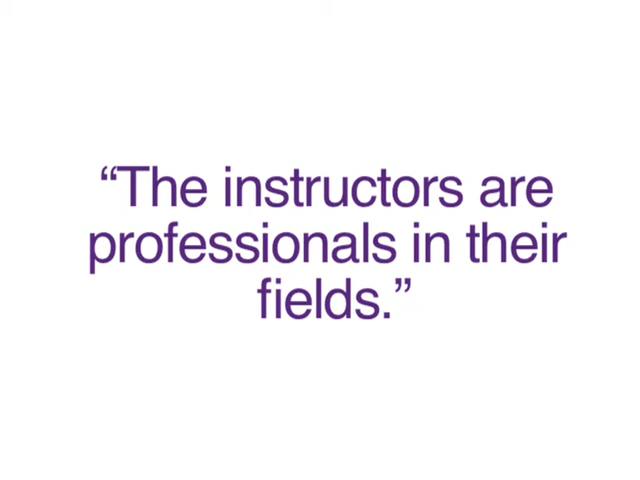 “The instructors are
professionals in their
fields.”